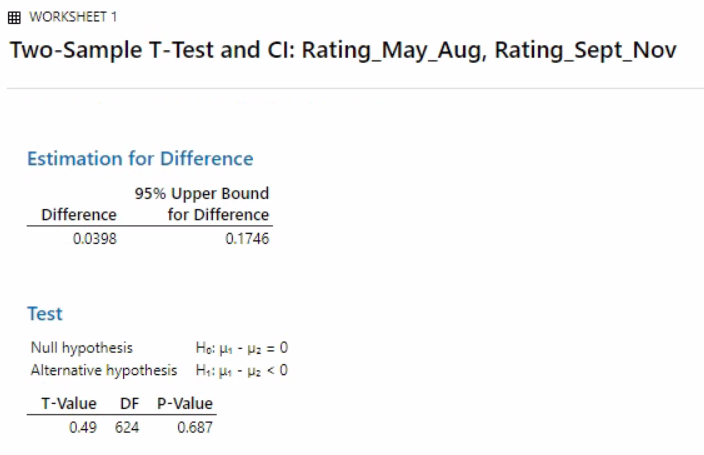 WORKSHEET 1
Two-Sample T-Test and CI: Rating_May_Aug, Rating_Sept_Nov
Estimation for Difference
95% Upper Bound
Difference for Difference
0.0398 0.1746
Test
Null hypothesis H₀: μ₁ - μ₂ = 0
Alternative hypothesis H₁: μ₁ - μ₂ < 0
T-Value DF P-Value
0.49 624 0.687